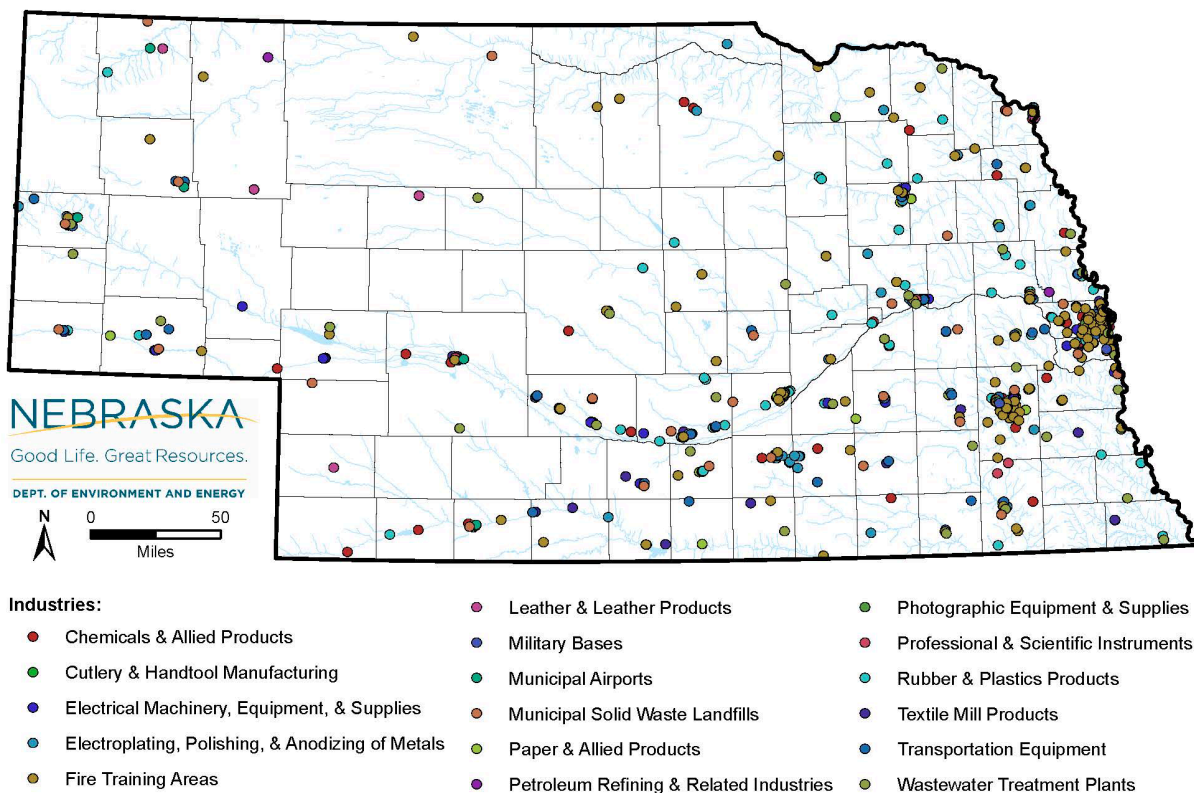 NEBRASKA
Good Life. Great Resources.
DEPT. OF ENVIRONMENT AND ENERGY
N
0 50
Miles
Industries:
Chemicals & Allied Products
Cutlery & Handtool Manufacturing
Electrical Machinery, Equipment, & Supplies
Electroplating, Polishing, & Anodizing of Metals
Fire Training Areas
Leather & Leather Products
Military Bases
Municipal Airports
Municipal Solid Waste Landfills
Paper & Allied Products
Petroleum Refining & Related Industries
Photographic Equipment & Supplies
Professional & Scientific Instruments
Rubber & Plastics Products
Textile Mill Products
Transportation Equipment
Wastewater Treatment Plants